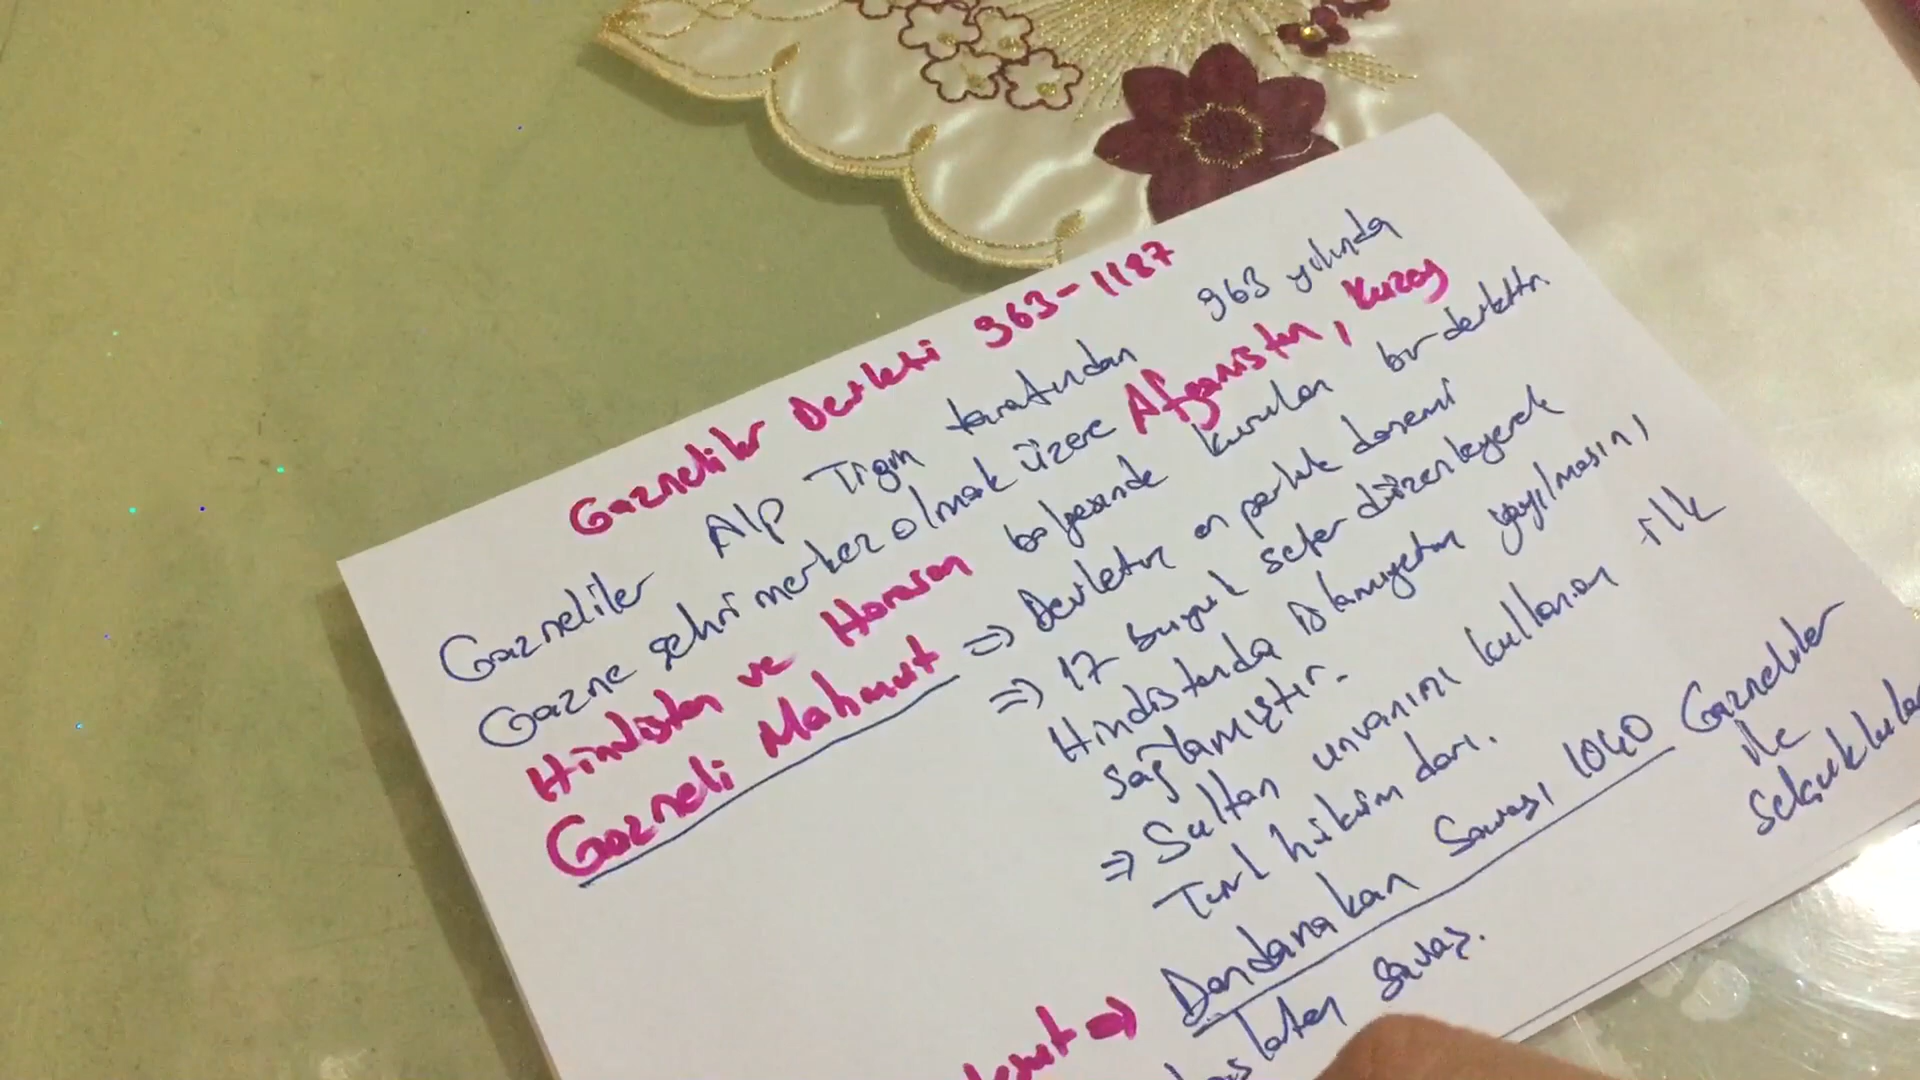 Gazneliler Devleti 963-1187
Gazneliler Alp Tigin tarafından 963 yılında
Gazne şehri merkez olmak üzere Afganistan, Kuzey
Hindistan ve Horasan bölgesinde kurulan bir devlettir
Gazneli Mahmut => Devletin en parlak dönemi
=> 17 büyük sefer düzenleyerek
Hindistanda İslamiyetin yayılmasını
sağlamıştır.
=> Sultan unvanını kullanan ilk
Türk hükümdarı.
=> Dandanakan Savaşı 1040 Gazneliler
ile
Selçuklular
savaş.